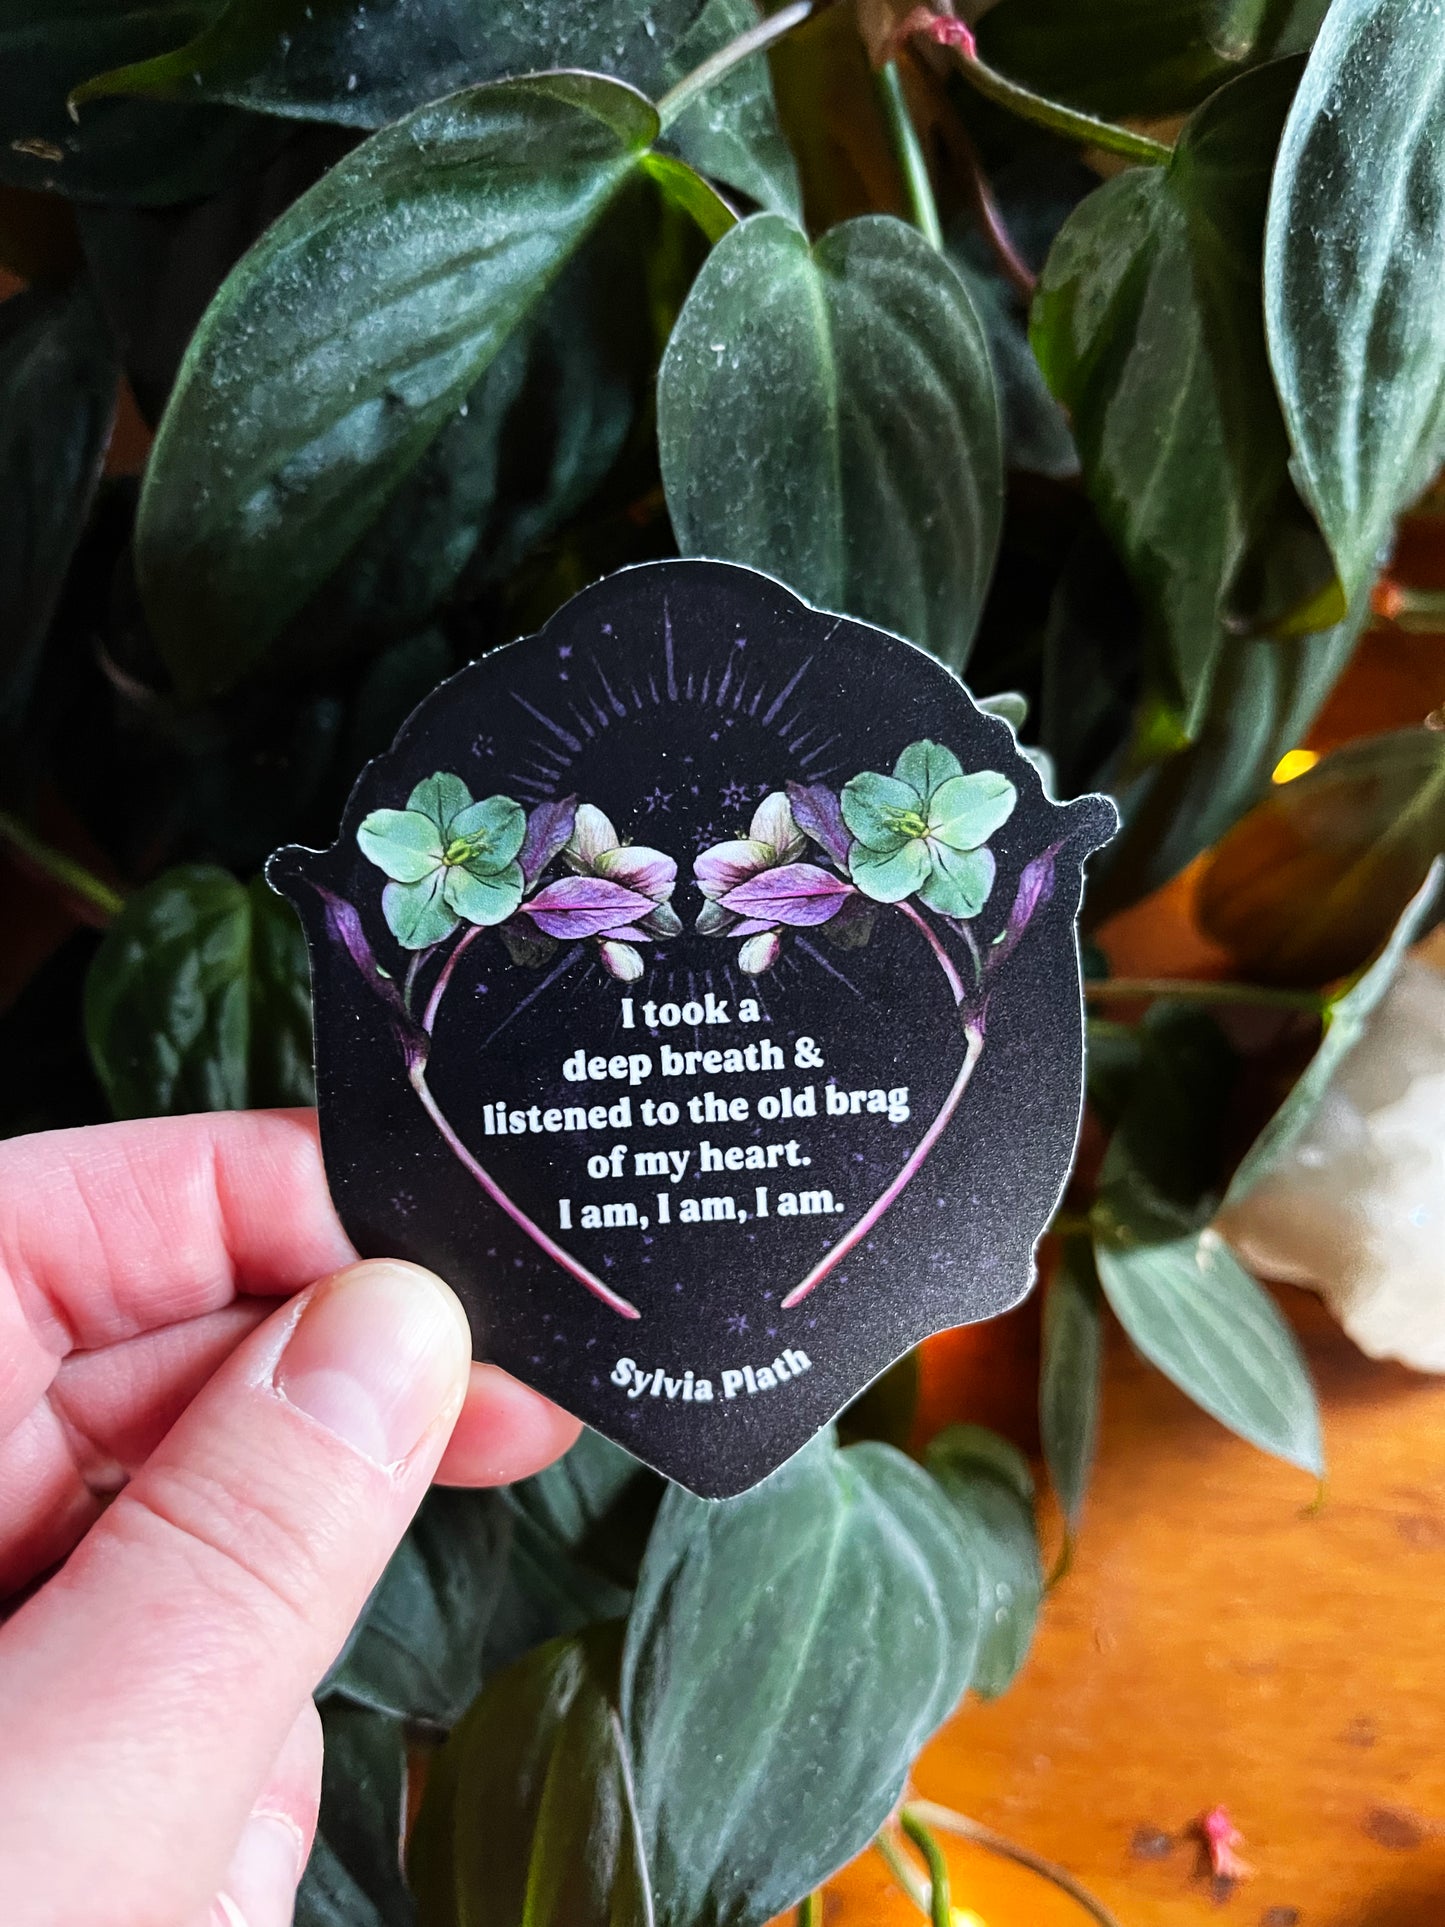 I took a
deep breath &
listened to the old brag
of my heart.
I am, I am, I am.
Sylvia Plath